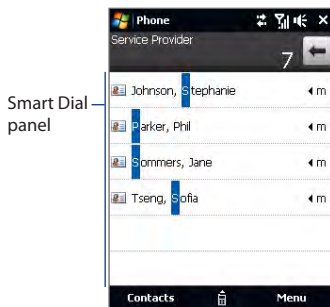 Phone
Service Provider
7
Smart Dial panel
Johnson, Stephanie m
Parker, Phil m
Sommers, Jane m
Tseng, Sofia m
Contacts Menu